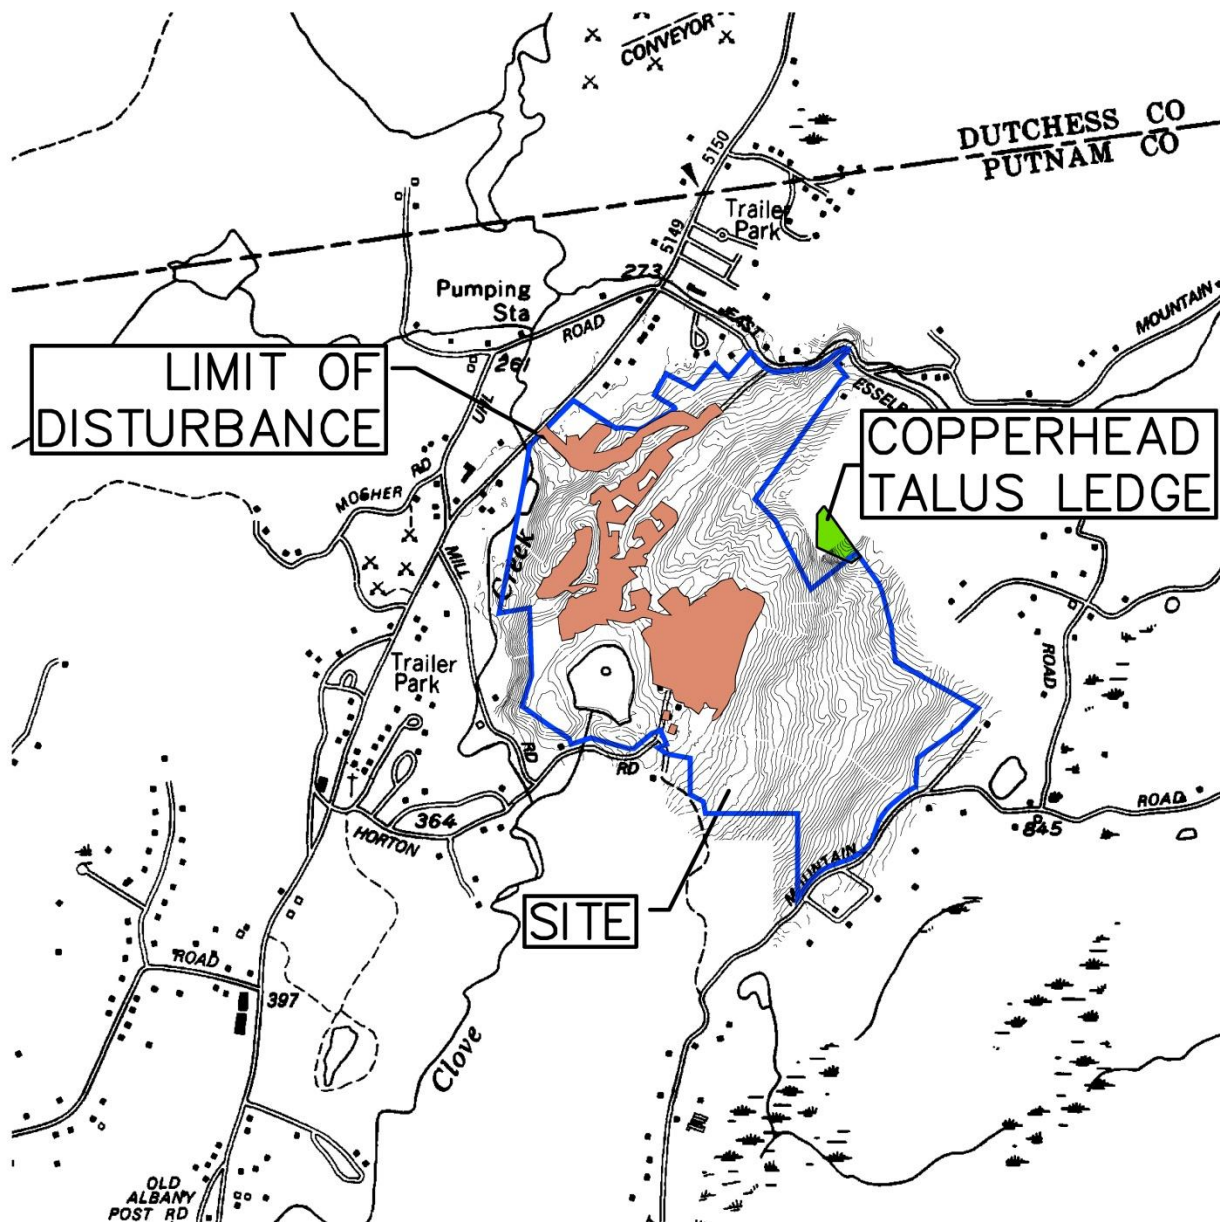 CONVEYOR
DUTCHESS CO
PUTNAM CO
5150
5149
Trailer
Park
273
Pumping
Sta
ROAD
EAST
MOUNTAIN
261
LIMIT OF
DISTURBANCE
UHL
RD
MOGHER
COPPERHEAD
TALUS LEDGE
MILL
RD
Creek
Trailer
Park
ROAD
RD
364
HORTON
ROAD
845
MOUNTAIN
SITE
ROAD
397
Clove
OLD
ALBANY
POST RD